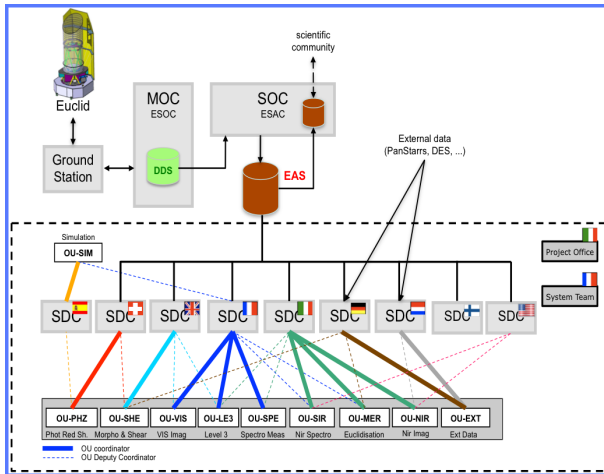 scientific
community
Euclid
MOC
ESOC
SOC
ESAC
External data
(PanStarrs, DES, ...)
Ground
Station
DDS
EAS
Simulation
OU-SIM
Project Office
System Team
SDC SDC SDC SDC SDC SDC SDC SDC SDC
OU-PHZ OU-SHE OU-VIS OU-LE3 OU-SPE OU-SIR OU-MER OU-NIR OU-EXT
Phot Red Sh. Morpho & Shear VIS Imag Level 3 Spectro Meas Nir Spectro Euclidisation Nir Imag Ext Data
OU coordinator
OU Deputy Coordinator